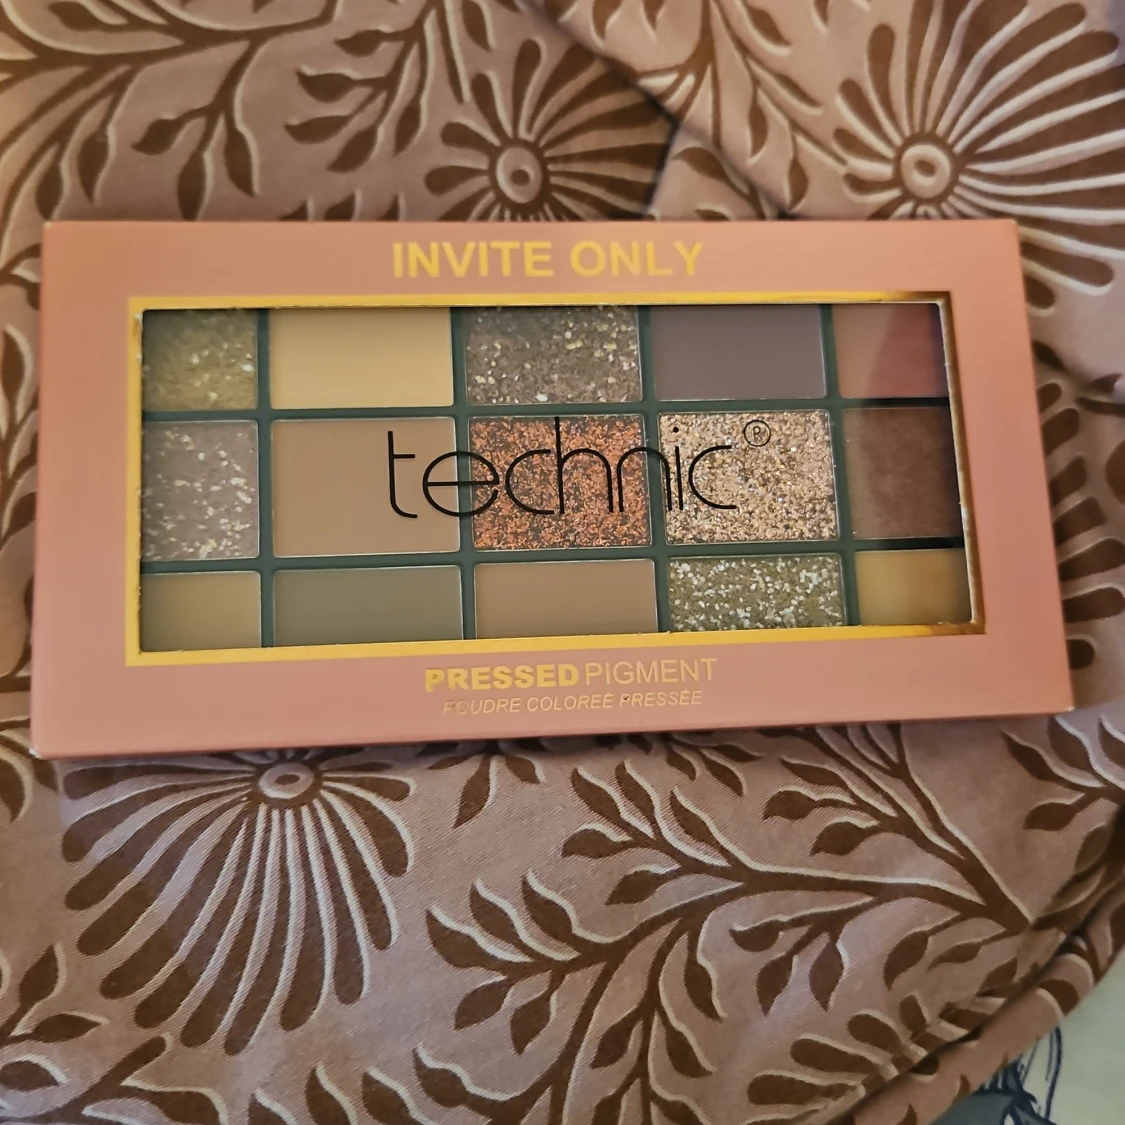 INVITE ONLY
technic®
PRESSED PIGMENT
POUDRE COLOREÉ PRESSÉE